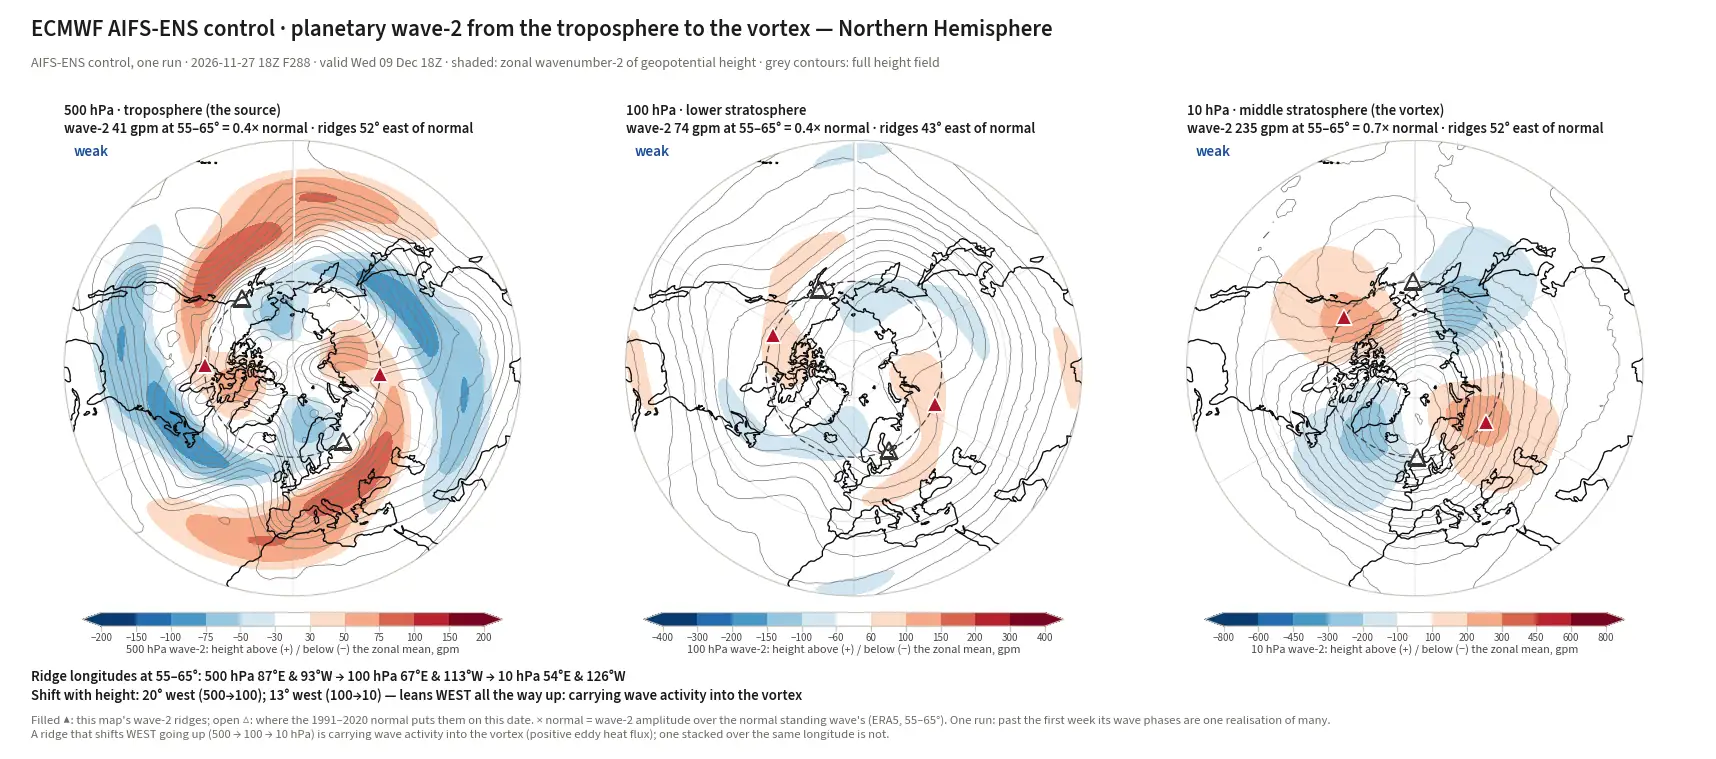 ECMWF AIFS-ENS control · planetary wave-2 from the troposphere to the vortex — Northern Hemisphere
AIFS-ENS control, one run · 2026-11-27 18Z F288 · valid Wed 09 Dec 18Z · shaded: zonal wavenumber-2 of geopotential height · grey contours: full height field
500 hPa · troposphere (the source)
wave-2 41 gpm at 55–65° = 0.4× normal · ridges 52° east of normal
weak
100 hPa · lower stratosphere
wave-2 74 gpm at 55–65° = 0.4× normal · ridges 43° east of normal
weak
10 hPa · middle stratosphere (the vortex)
wave-2 235 gpm at 55–65° = 0.7× normal · ridges 52° east of normal
weak
−200 −150 −100 −75 −50 −30 30 50 75 100 150 200
500 hPa wave-2: height above (+) / below (−) the zonal mean, gpm
−400 −300 −200 −150 −100 −60 60 100 150 200 300 400
100 hPa wave-2: height above (+) / below (−) the zonal mean, gpm
−800 −600 −450 −300 −200 −100 100 200 300 450 600 800
10 hPa wave-2: height above (+) / below (−) the zonal mean, gpm
Ridge longitudes at 55–65°: 500 hPa 87°E & 93°W → 100 hPa 67°E & 113°W → 10 hPa 54°E & 126°W
Shift with height: 20° west (500→100); 13° west (100→10) — leans WEST all the way up: carrying wave activity into the vortex
Filled ▲: this map's wave-2 ridges; open △: where the 1991–2020 normal puts them on this date. × normal = wave-2 amplitude over the normal standing wave's (ERA5, 55–65°). One run: past the first week its wave phases are one realisation of many.
A ridge that shifts WEST going up (500 → 100 → 10 hPa) is carrying wave activity into the vortex (positive eddy heat flux); one stacked over the same longitude is not.